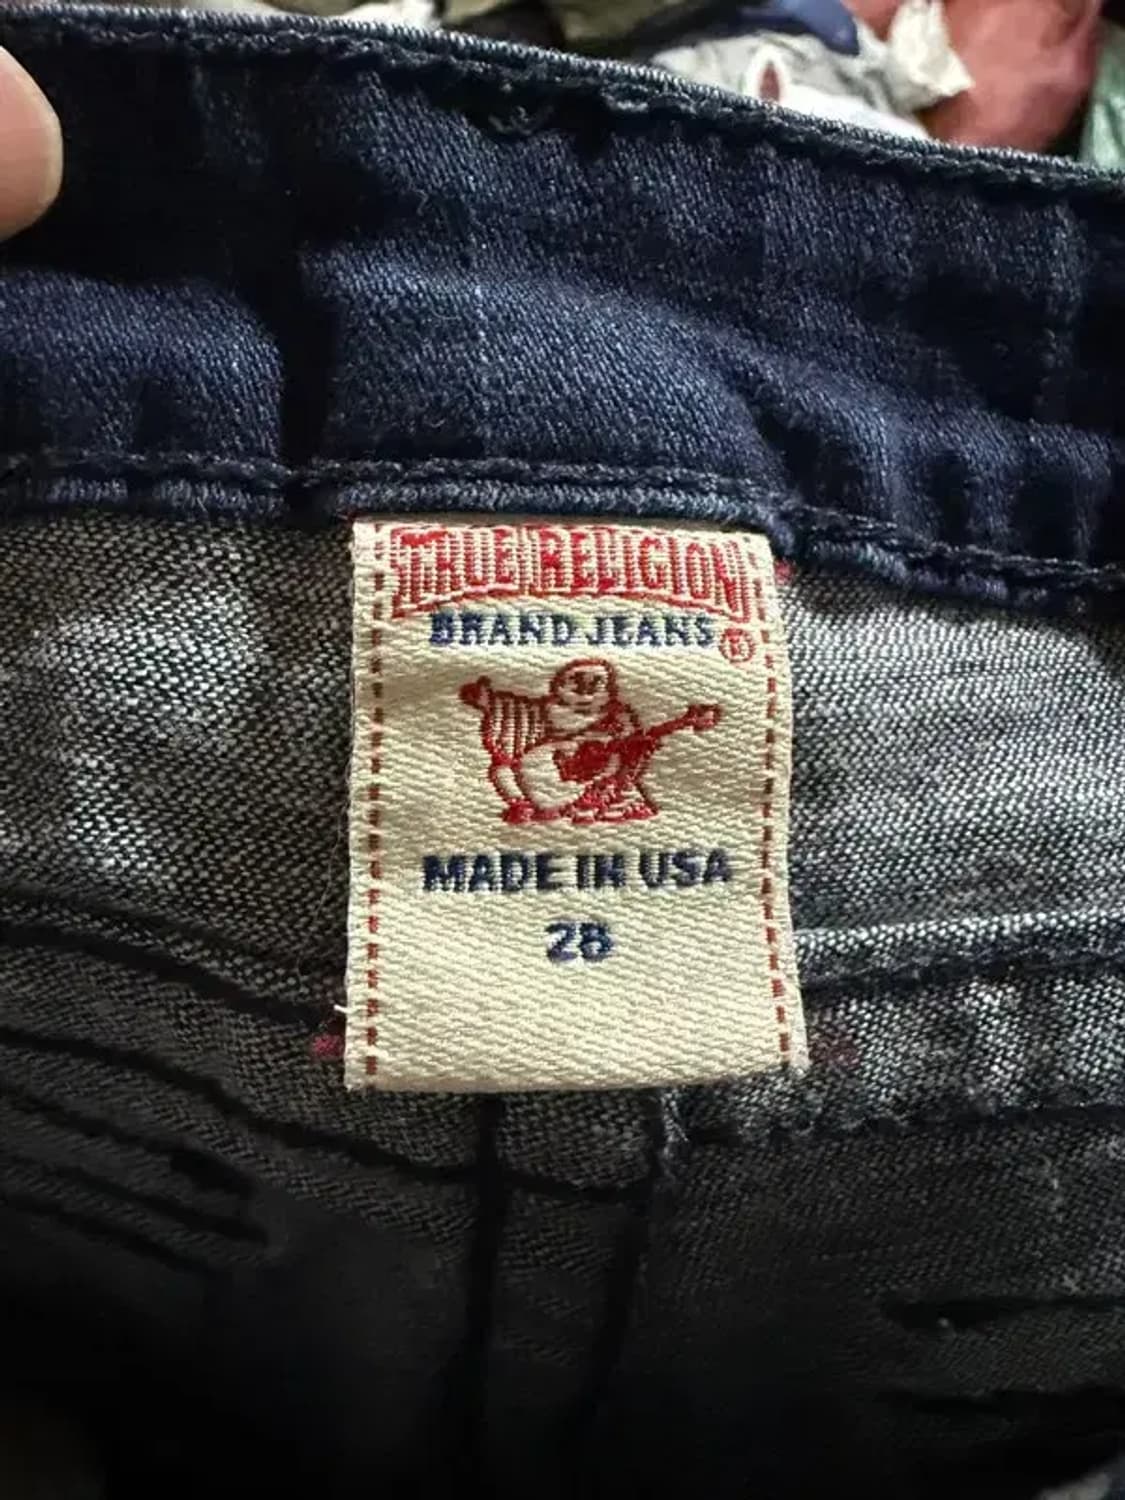 TRUE RELIGION
BRAND JEANS ®
MADE IN USA
28